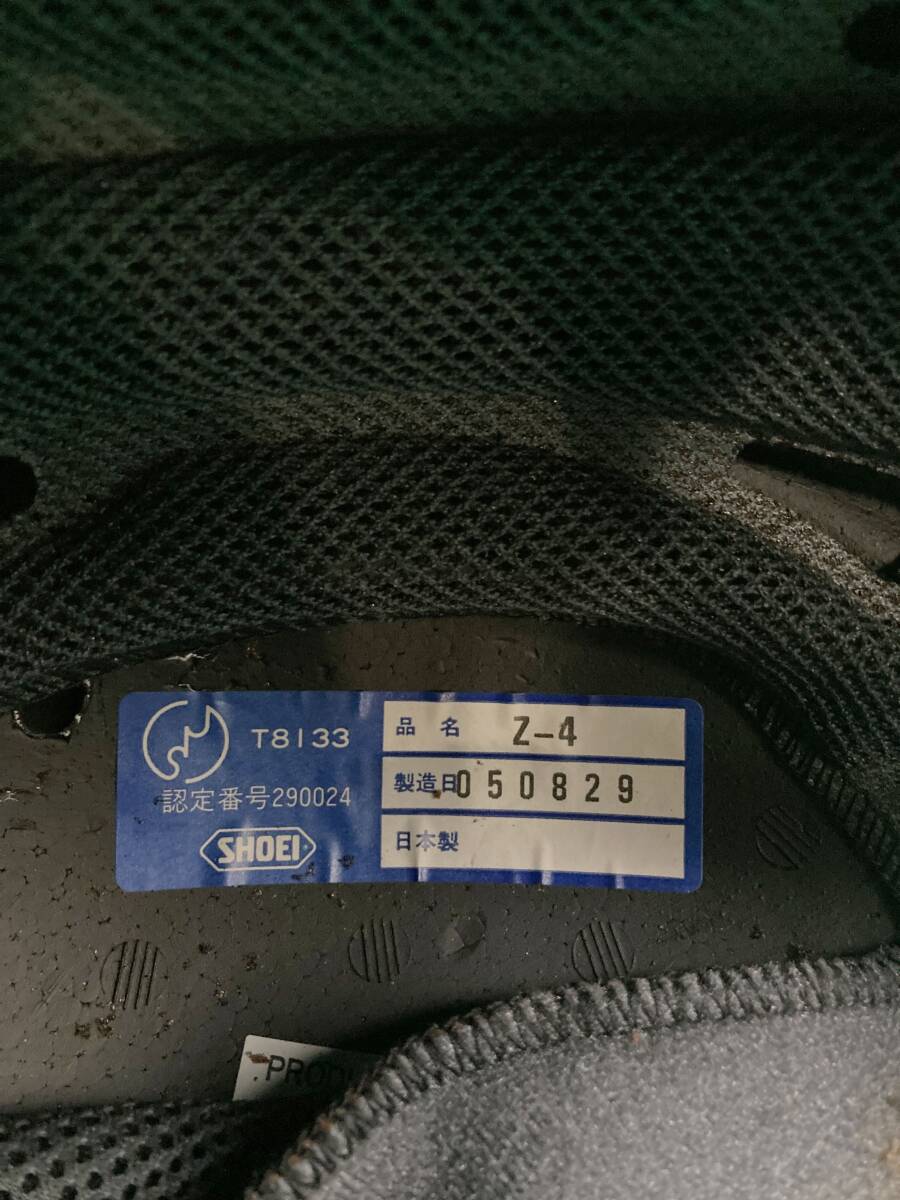 T8133
認定番号290024
SHOEI
品名 Z-4
製造日 050829
日本製
PROD